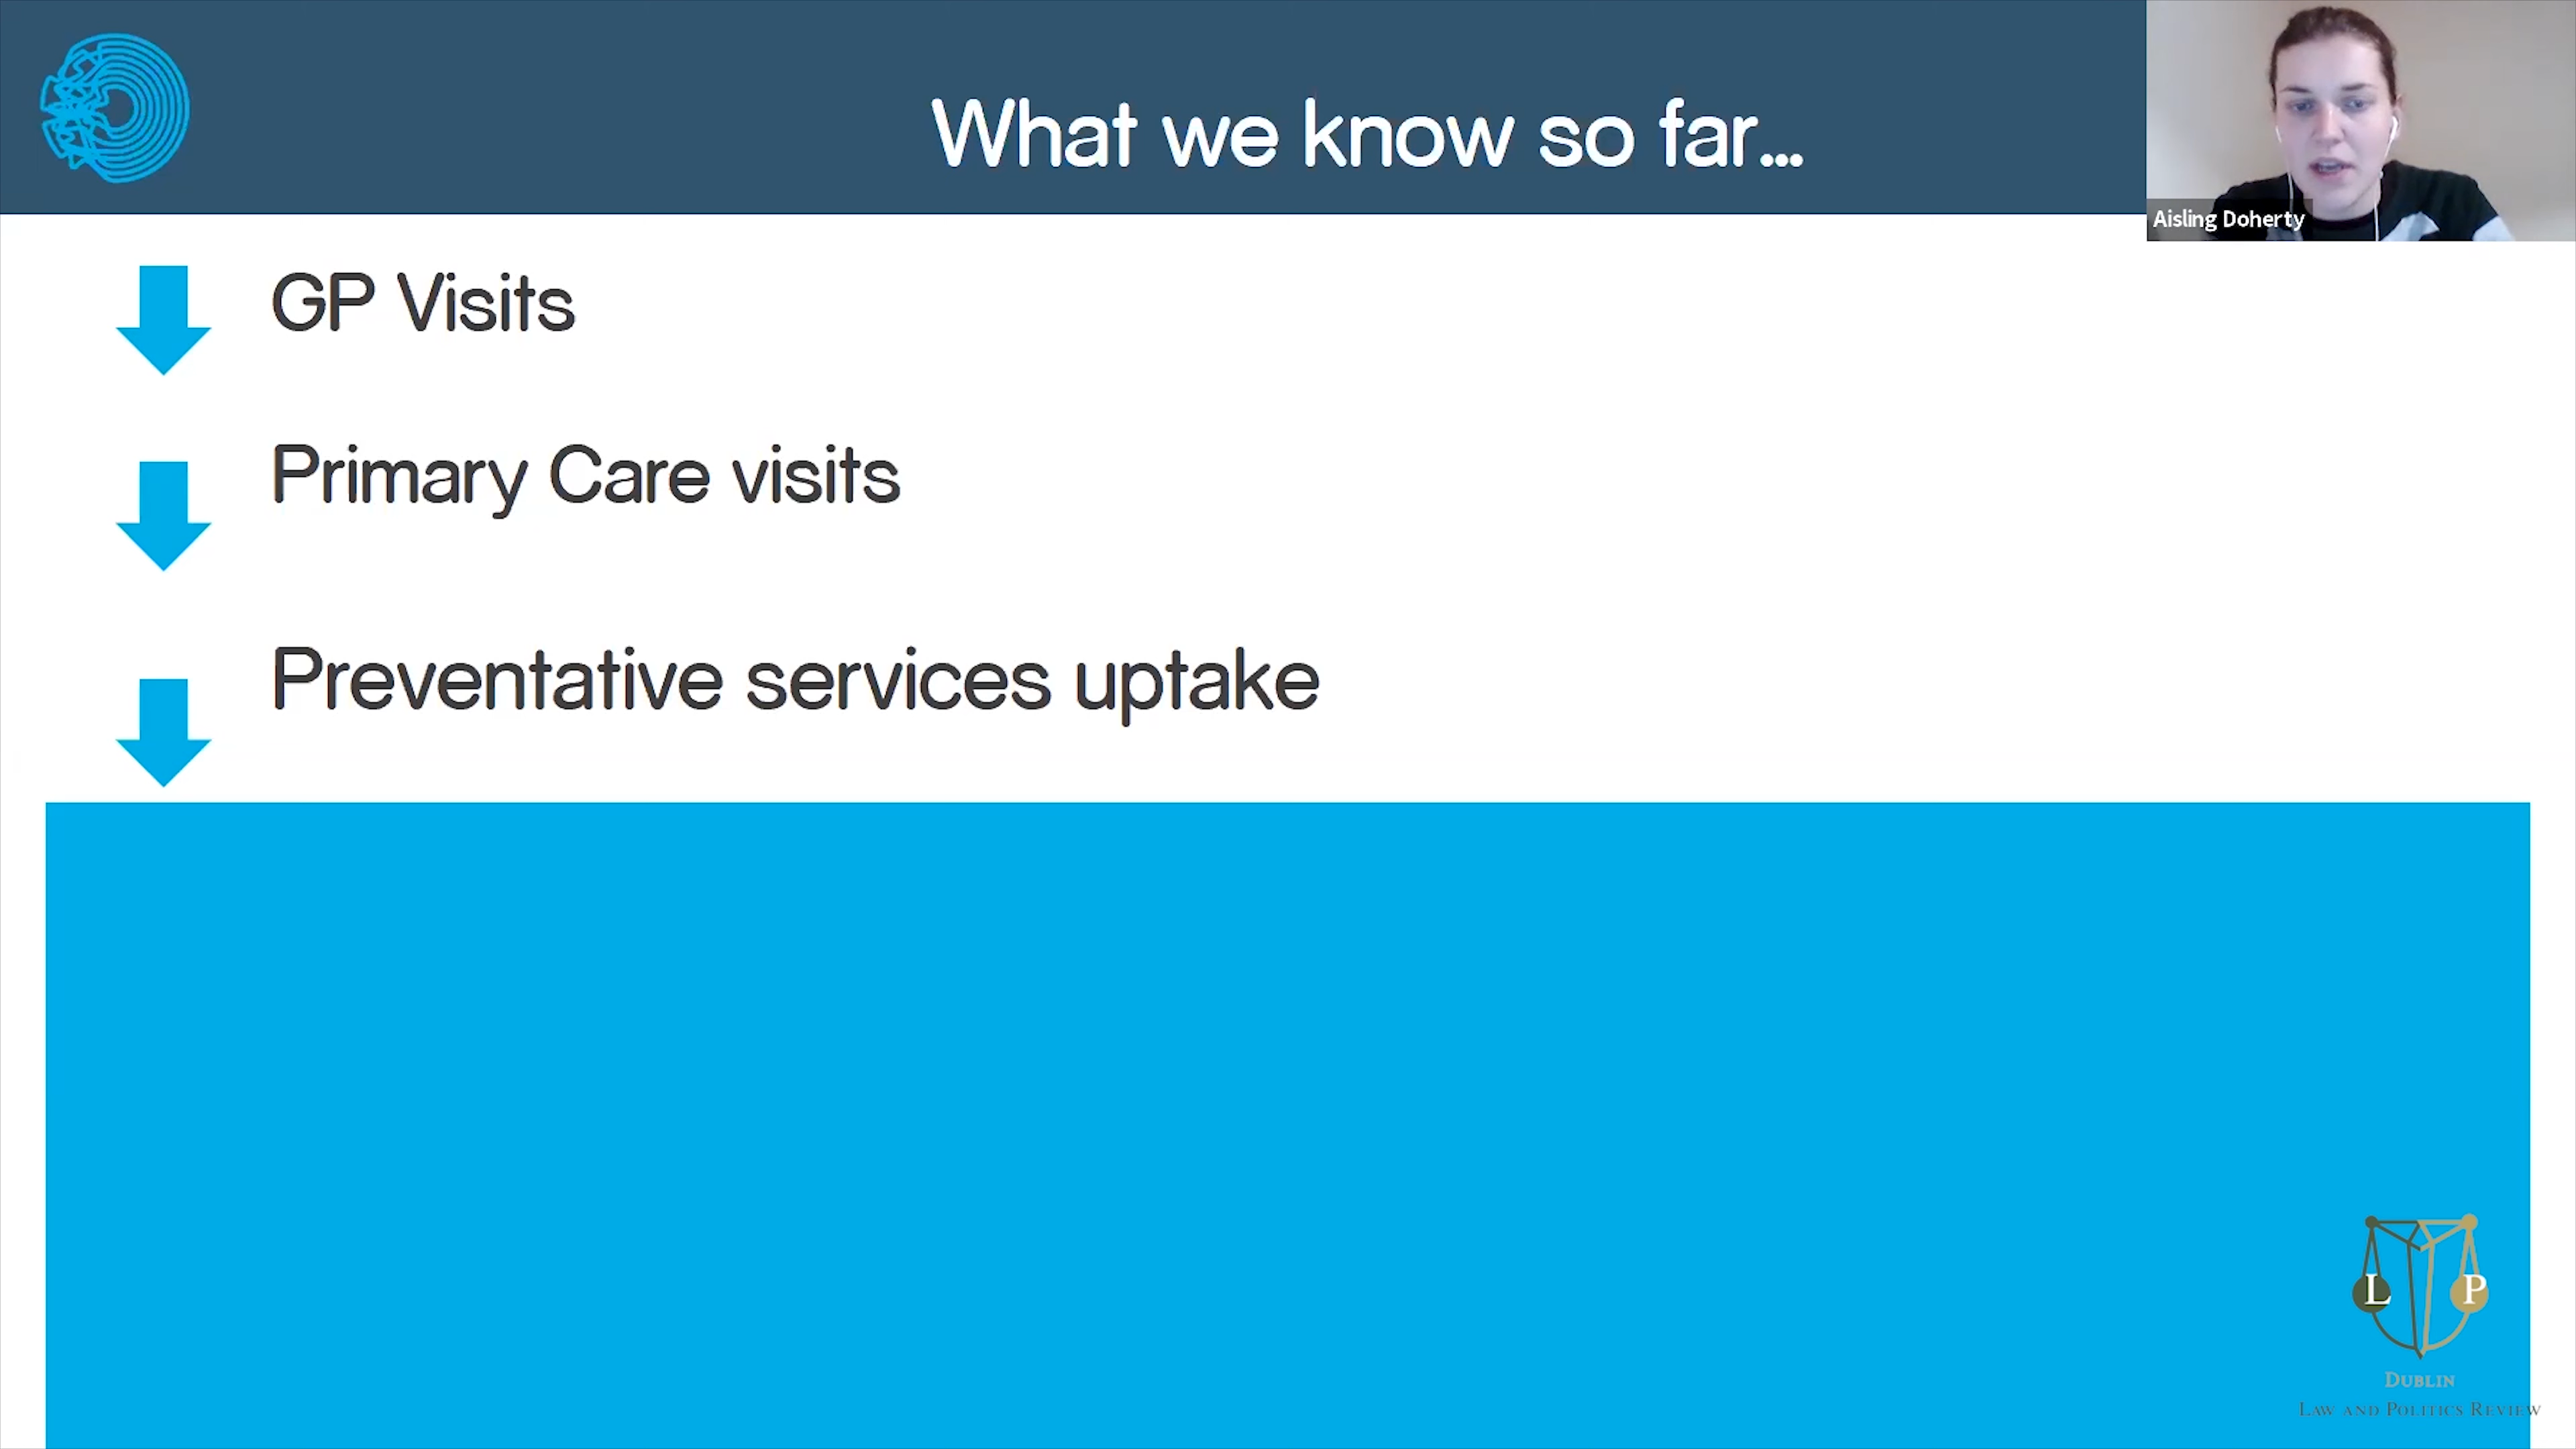 What we know so far...
Aisling Doherty
GP Visits
Primary Care visits
Preventative services uptake
L P
DUBLIN
LAW AND POLITICS REVIEW